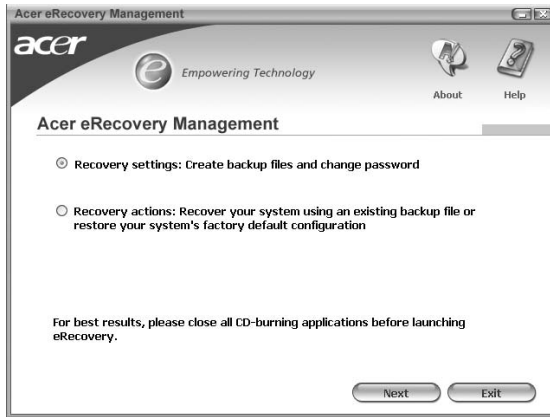 Acer eRecovery Management
acer
e
Empowering Technology
About
Help
Acer eRecovery Management
Recovery settings: Create backup files and change password
Recovery actions: Recover your system using an existing backup file or
restore your system's factory default configuration
For best results, please close all CD-burning applications before launching
eRecovery.
Next
Exit